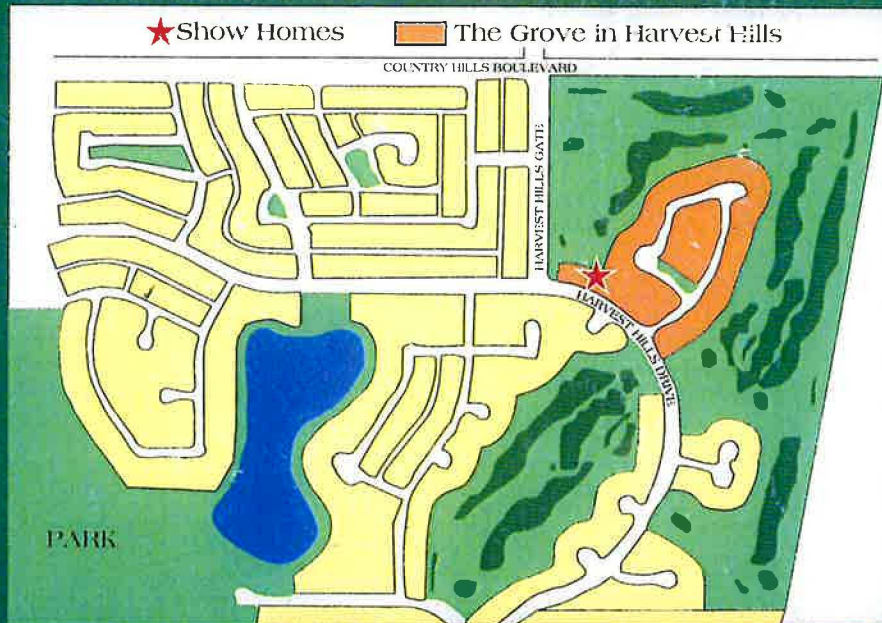 Show Homes
The Grove in Harvest Hills
COUNTRY HILLS BOULEVARD
HARVEST HILLS GATE
HARVEST HILLS DRIVE
PARK